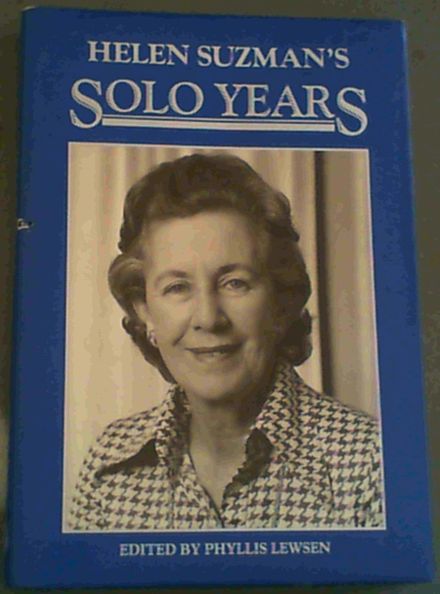 HELEN SUZMAN'S
SOLO YEARS
EDITED BY PHYLLIS LEWSEN